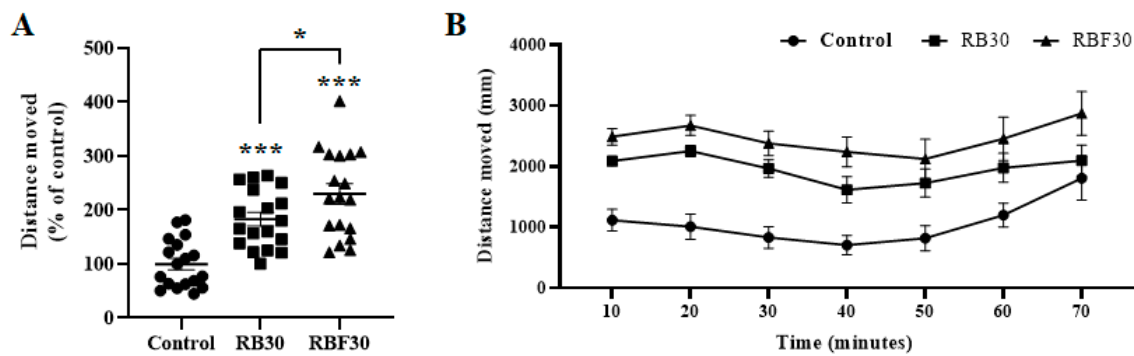 A
Distance moved
(% of control)
500
400
300
200
100
0
*
***
***
Control RB30 RBF30
B
Control RB30 RBF30
Distance moved (mm)
4000
3000
2000
1000
0
10 20 30 40 50 60 70
Time (minutes)